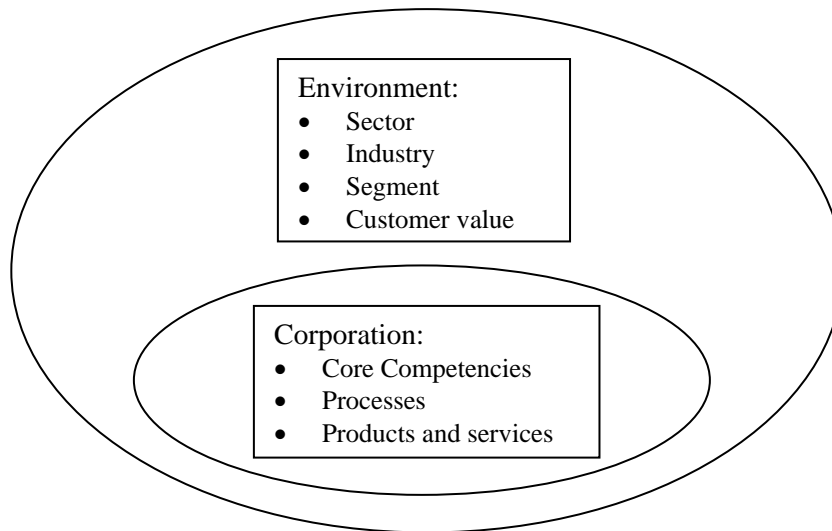 Environment:
• Sector
• Industry
• Segment
• Customer value
Corporation:
• Core Competencies
• Processes
• Products and services